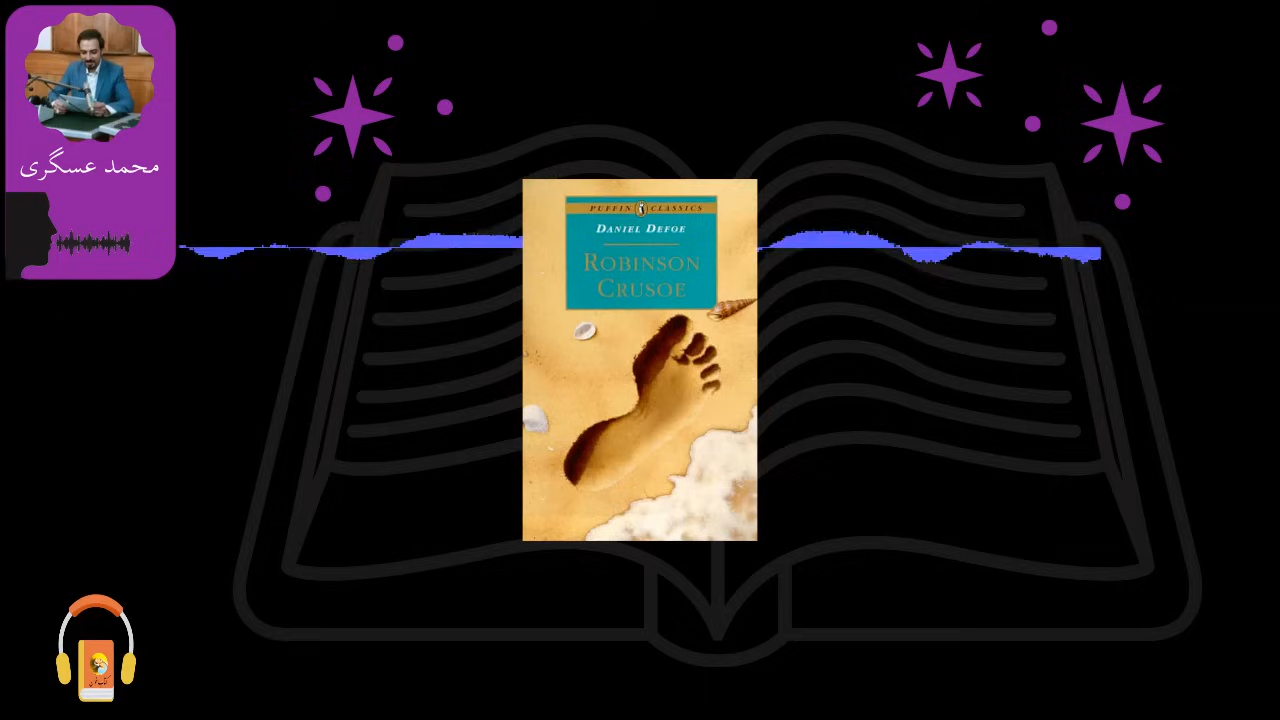 محمد عسگری
PUFFIN CLASSICS
DANIEL DEFOE
ROBINSON
CRUSOE